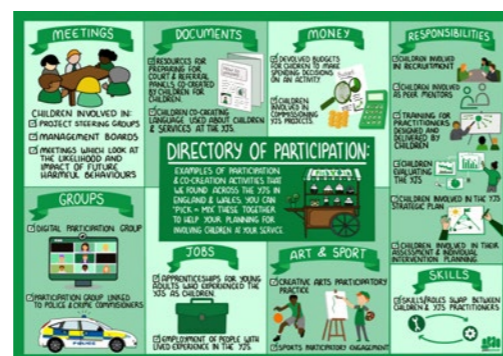 MEETINGS
CHILDREN INVOLVED IN:
PROJECT STEERING GROUPS
MANAGEMENT BOARDS
MEETINGS WHICH LOOK AT
THE LIKELIHOOD AND
IMPACT OF FUTURE
HARMFUL BEHAVIOURS
DOCUMENTS
RESOURCES FOR
PREPARING FOR
COURT & REFERRAL
PANELS CO-CREATED
BY CHILDREN FOR
CHILDREN.
CHILDREN CO-CREATING
LANGUAGE USED ABOUT CHILDREN
& SERVICES AT THE YJS.
MONEY
DEVOLVED BUDGETS
FOR CHILDREN TO MAKE
SPENDING DECISIONS
ON AN ACTIVITY
CHILDREN
INVOLVED IN
COMMISSIONING
YJS PROJECTS
RESPONSIBILITIES
CHILDREN INVOLVED
IN RECRUITMENT
CHILDREN INVOLVED
AS PEER MENTORS
TRAINING FOR
PRACTITIONERS
DESIGNED AND
DELIVERED BY
CHILDREN
CHILDREN
EVALUATING
THE YJS
CHILDREN INVOLVED IN THE YJS
STRATEGIC PLAN
CHILDREN INVOLVED IN THEIR
ASSESSMENT & INDIVIDUAL
INTERVENTION PLANNING.
DIRECTORY OF PARTICIPATION:
EXAMPLES OF PARTICIPATION
& CO-CREATION ACTIVITIES THAT
WE FOUND ACROSS THE YJS IN
ENGLAND & WALES. YOU CAN
"PICK + MIX" THESE TOGETHER
TO HELP YOUR PLANNING FOR
INVOLVING CHILDREN AT YOUR SERVICE.
GROUPS
DIGITAL PARTICIPATION GROUP
PARTICIPATION GROUP LINKED
TO POLICE & CRIME COMMISIONERS
POLICE
JOBS
APPRENTICESHIPS FOR YOUNG
ADULTS WHO EXPERIENCED THE
YJS AS CHILDREN.
EMPLOYMENT OF PEOPLE WITH
LIVED EXPERIENCE IN THE YJS.
ART & SPORT
CREATIVE ARTS PARTICIPATORY
PRACTICE
SPORTS PARTICIPATORY ENGAGEMENT
SKILLS
SKILLS/ROLES SWAP BETWEEN
CHILDREN & YJS PRACTITIONERS